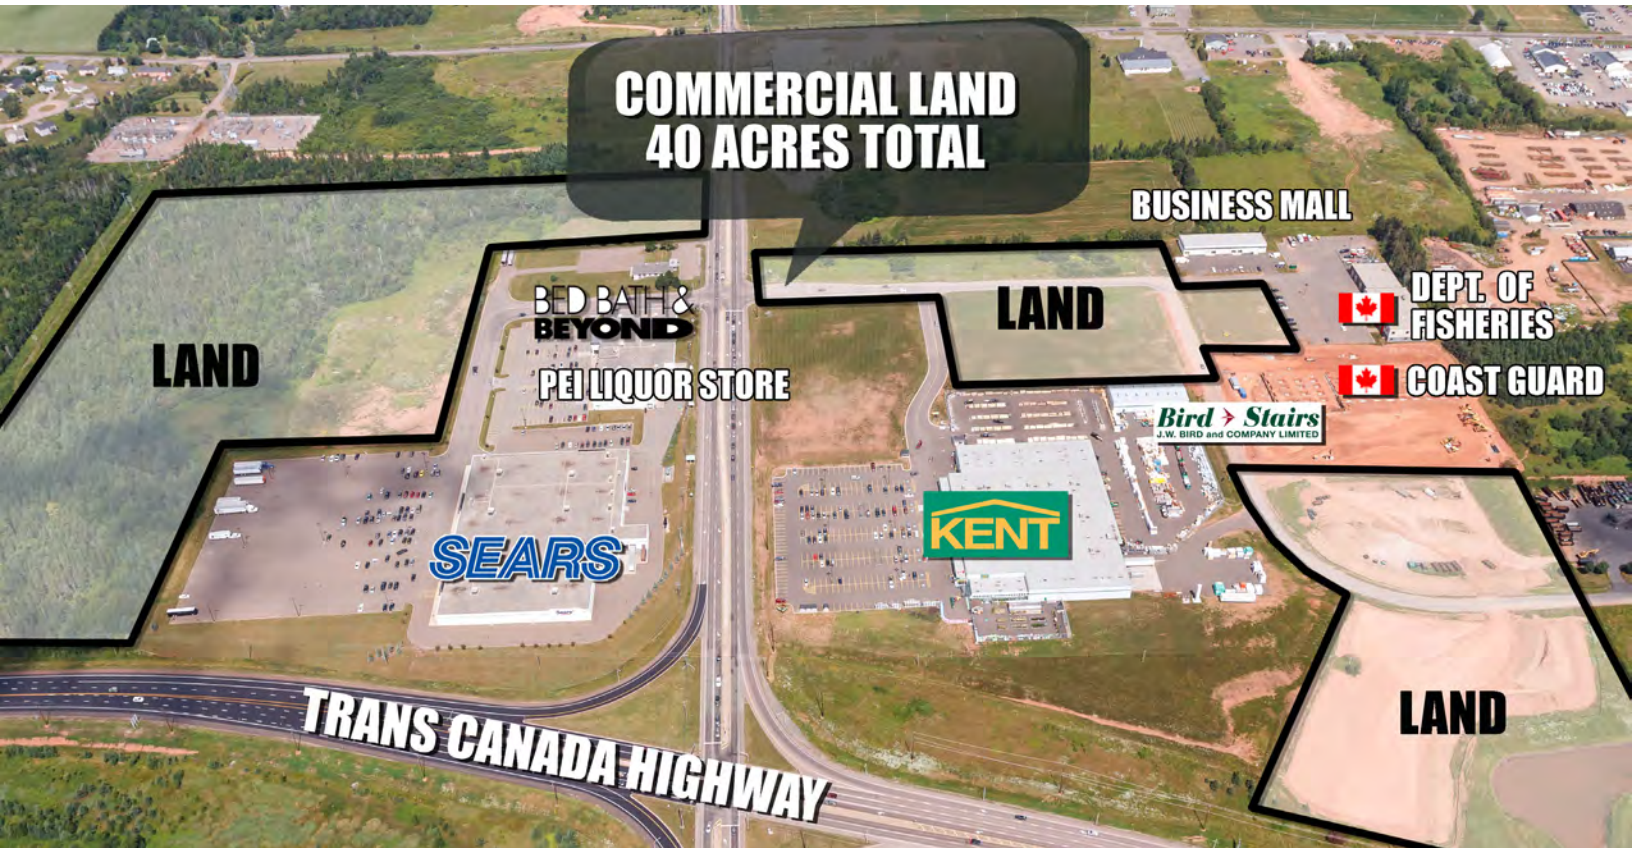 COMMERCIAL LAND
40 ACRES TOTAL
BUSINESS MALL
LAND
BED BATH &
BEYOND
LAND
DEPT. OF
FISHERIES
PEI LIQUOR STORE
COAST GUARD
Bird Stairs
J.W. BIRD and COMPANY LIMITED
SEARS
KENT
LAND
TRANS CANADA HIGHWAY